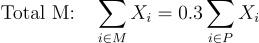 Total M: $\sum_{i \in M} X_i = 0.3 \sum_{i \in P} X_i$